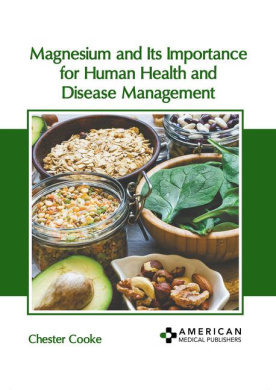 Magnesium and Its Importance
for Human Health and
Disease Management
Chester Cooke
AMERICAN
MEDICAL PUBLISHERS